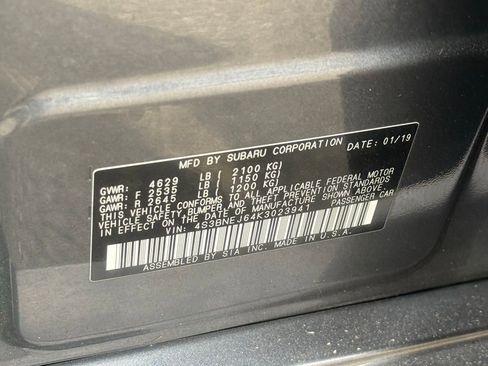 MFD BY SUBARU CORPORATION DATE: 01/19
GVWR: 4629 LB ( 2100 KG)
GAWR: F 2535 LB ( 1150 KG)
GAWR: R 2645 LB ( 1200 KG)
THIS VEHICLE CONFORMS TO ALL APPLICABLE FEDERAL MOTOR
VEHICLE SAFETY, BUMPER AND THEFT PREVENTION STANDARDS
IN EFFECT ON THE DATE OF MANUFACTURE SHOWN ABOVE.
VIN: 4S3BNEJ64K3023941 PASSENGER CAR
ASSEMBLED BY SIA INC. MADE IN U.S.A.